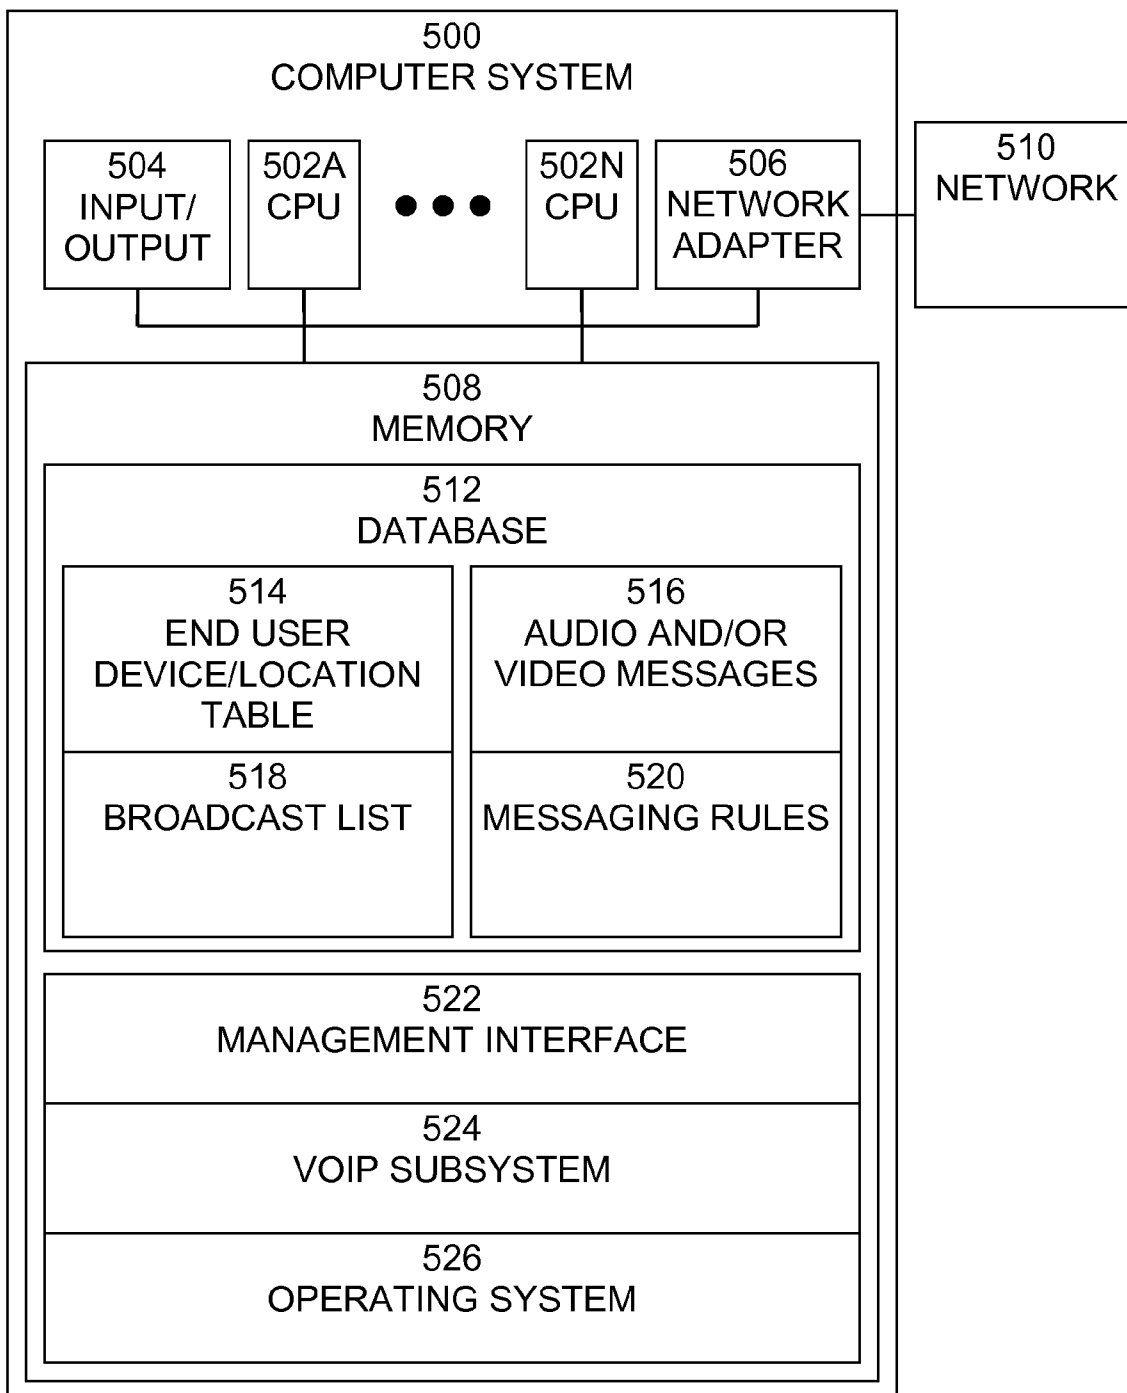 500
COMPUTER SYSTEM
504
INPUT/
OUTPUT
502A
CPU
502N
CPU
506
NETWORK
ADAPTER
510
NETWORK
508
MEMORY
512
DATABASE
514
END USER
DEVICE/LOCATION
TABLE
516
AUDIO AND/OR
VIDEO MESSAGES
518
BROADCAST LIST
520
MESSAGING RULES
522
MANAGEMENT INTERFACE
524
VOIP SUBSYSTEM
526
OPERATING SYSTEM